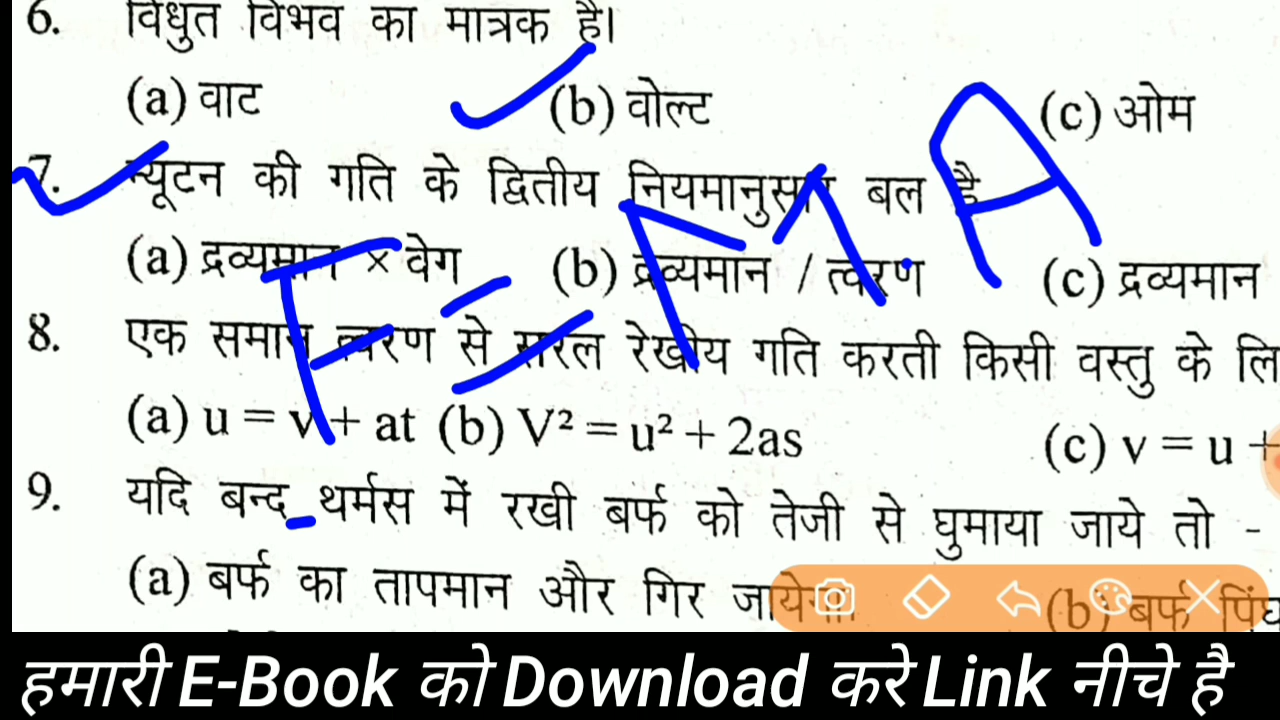 6. विधुत विभव का मात्रक है।
(a) वाट (b) वोल्ट (c) ओम
7. न्यूटन की गति के द्वितीय नियमानुसार बल है
(a) द्रव्यमान × वेग (b) द्रव्यमान / त्वरण (c) द्रव्यमान
F = MA
8. एक समान त्वरण से सरल रेखीय गति करती किसी वस्तु के लि
(a) u = v + at (b) V² = u² + 2as (c) v = u +
9. यदि बन्द थर्मस में रखी बर्फ को तेजी से घुमाया जाये तो -
(a) बर्फ का तापमान और गिर जायेगा। (b) बर्फ पिघ
हमारी E-Book को Download करे Link नीचे है